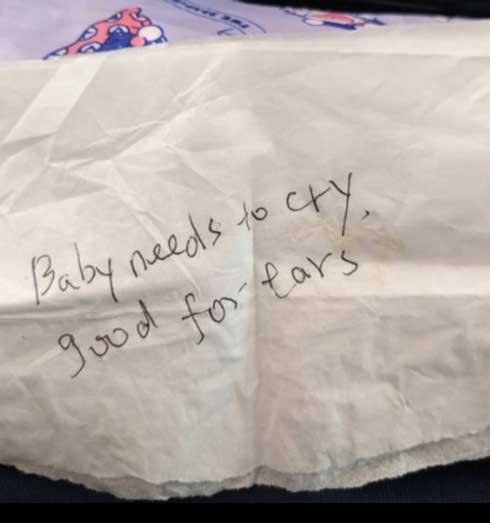 Baby needs to cry,
good for ears